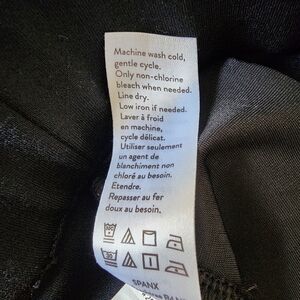 Machine wash cold,
gentle cycle.
Only non-chlorine
bleach when needed.
Line dry.
Low iron if needed.
Laver à froid
en machine,
cycle délicat.
Utiliser seulement
un agent de
blanchiment non
chloré au besoin.
Étendre.
Repasser au fer
doux au besoin.
SPANX